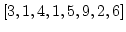 [3, 1, 4, 1, 5, 9, 2, 6]